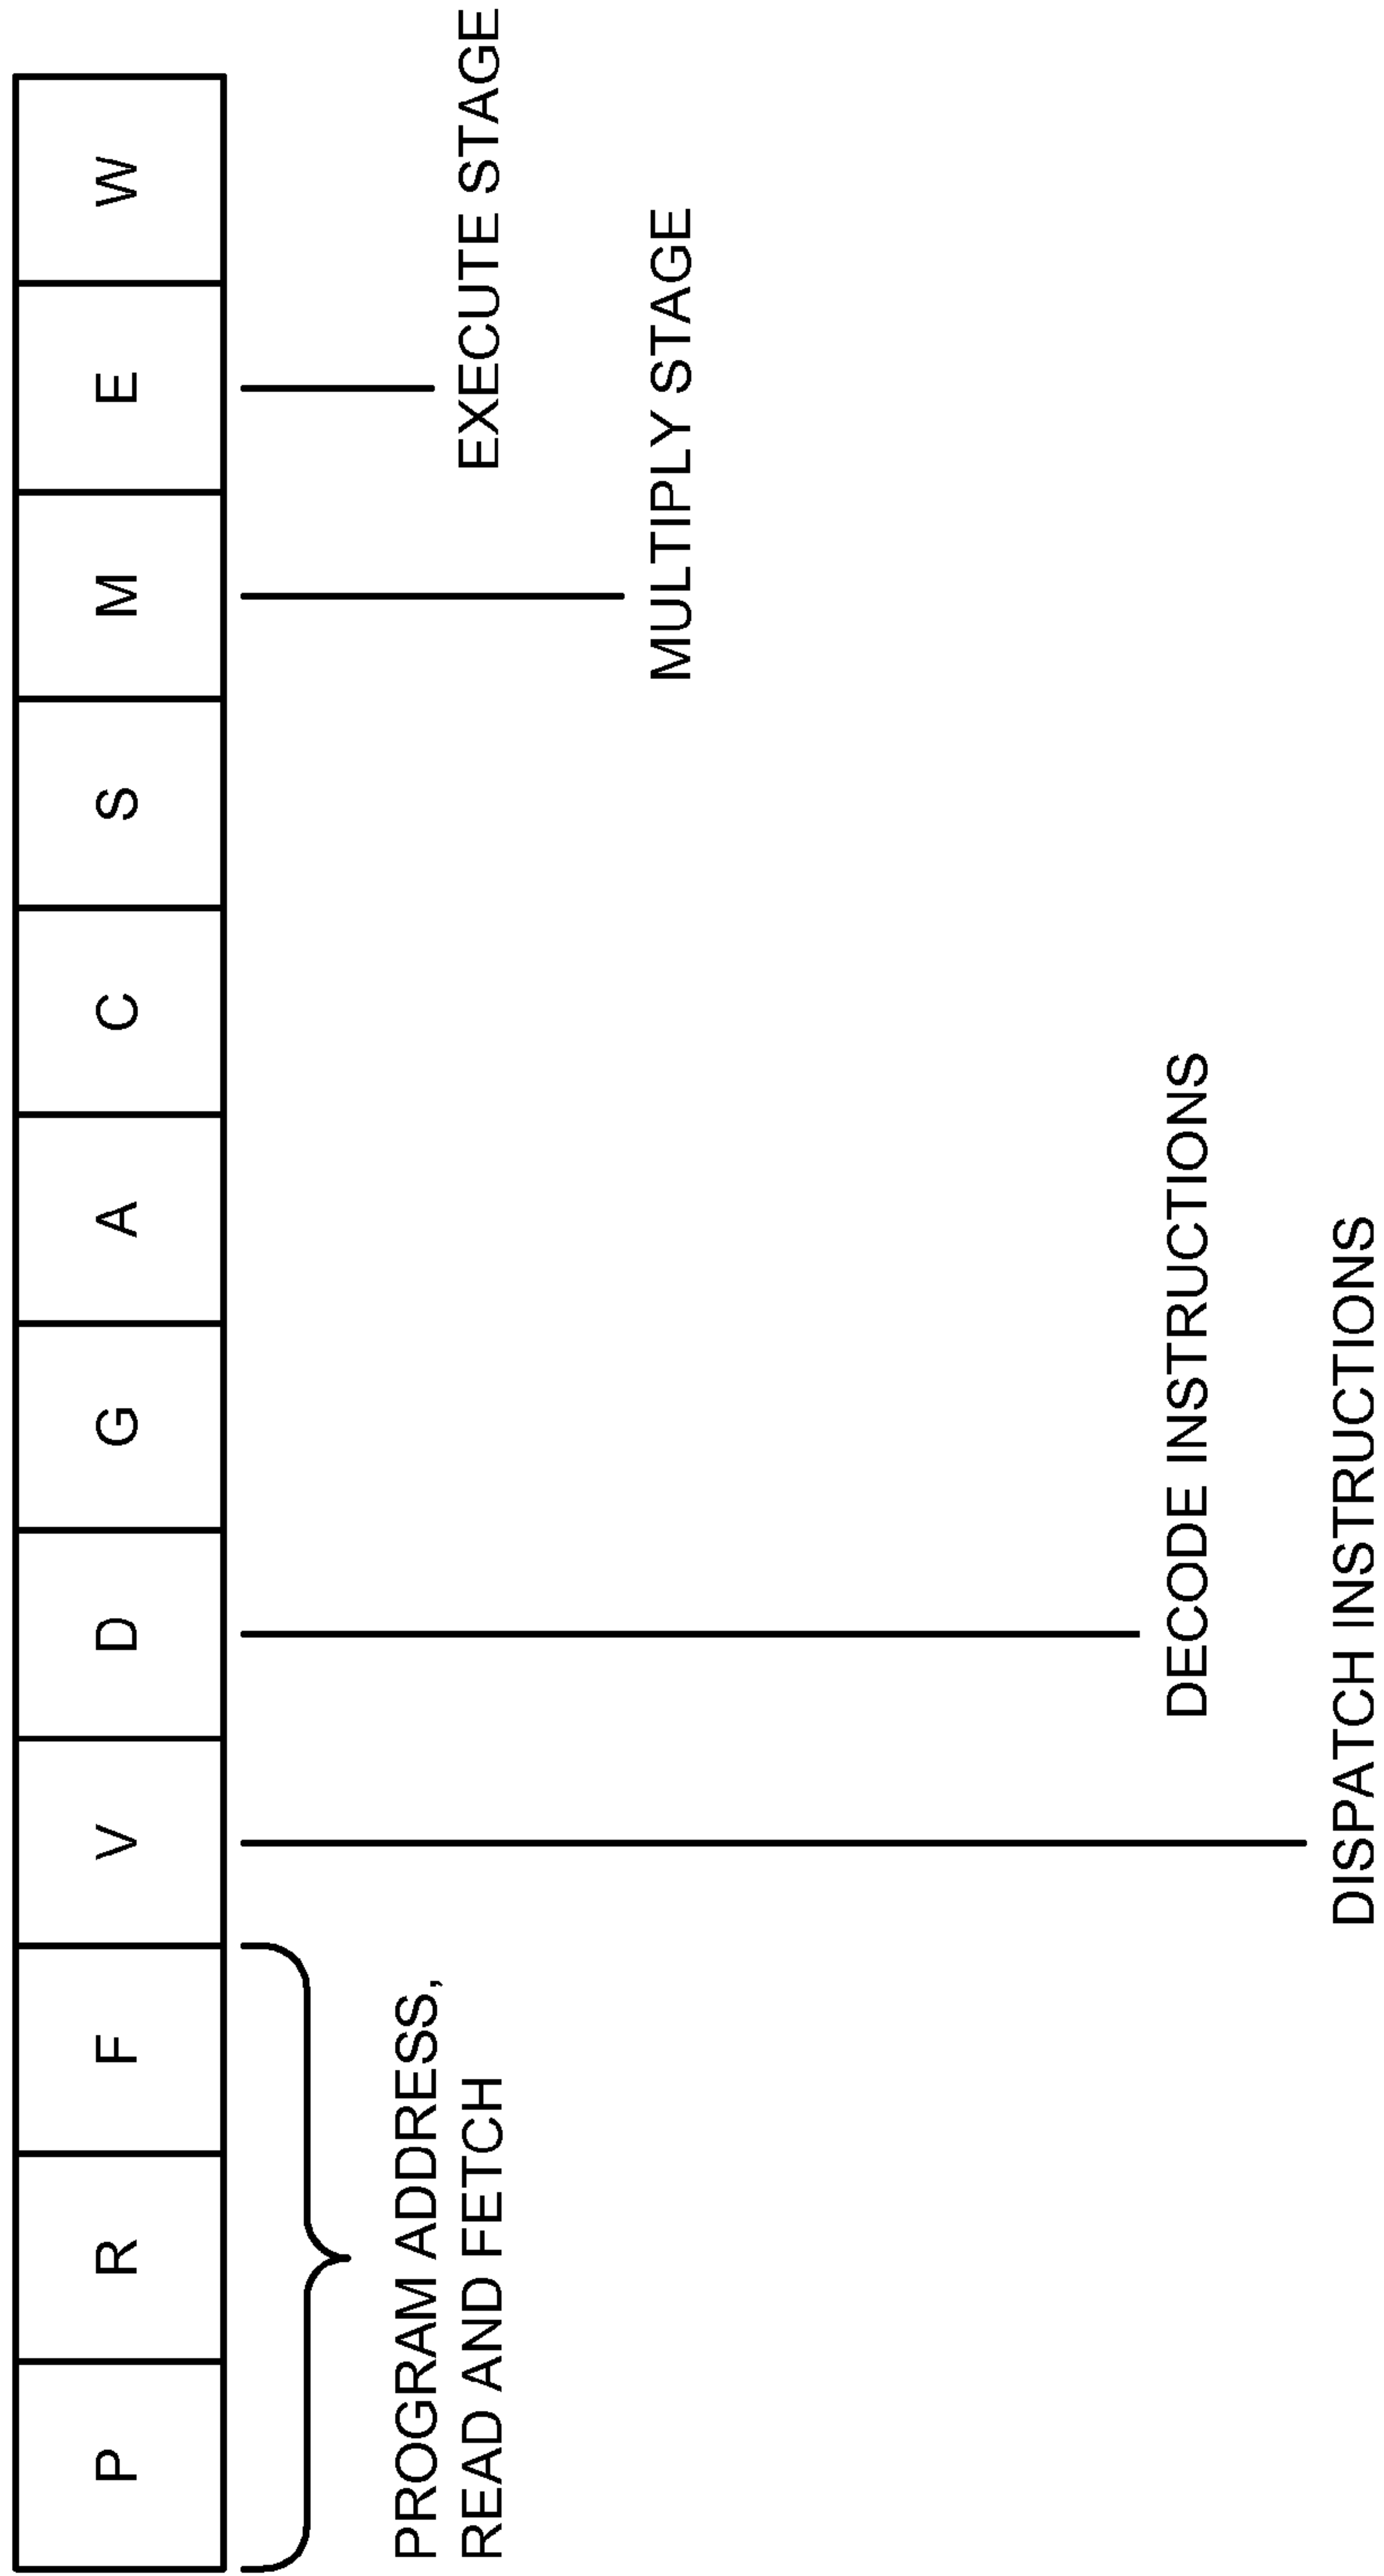 P R F V D G A C S M E W
EXECUTE STAGE
MULTIPLY STAGE
PROGRAM ADDRESS,
READ AND FETCH
DECODE INSTRUCTIONS
DISPATCH INSTRUCTIONS